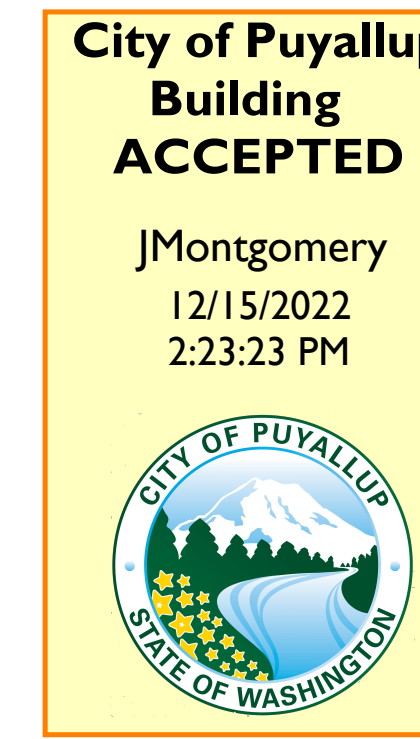 City of Puyallup
Building
ACCEPTED
JMontgomery
12/15/2022
2:23:23 PM
CITY OF PUYALLUP
STATE OF WASHINGTON